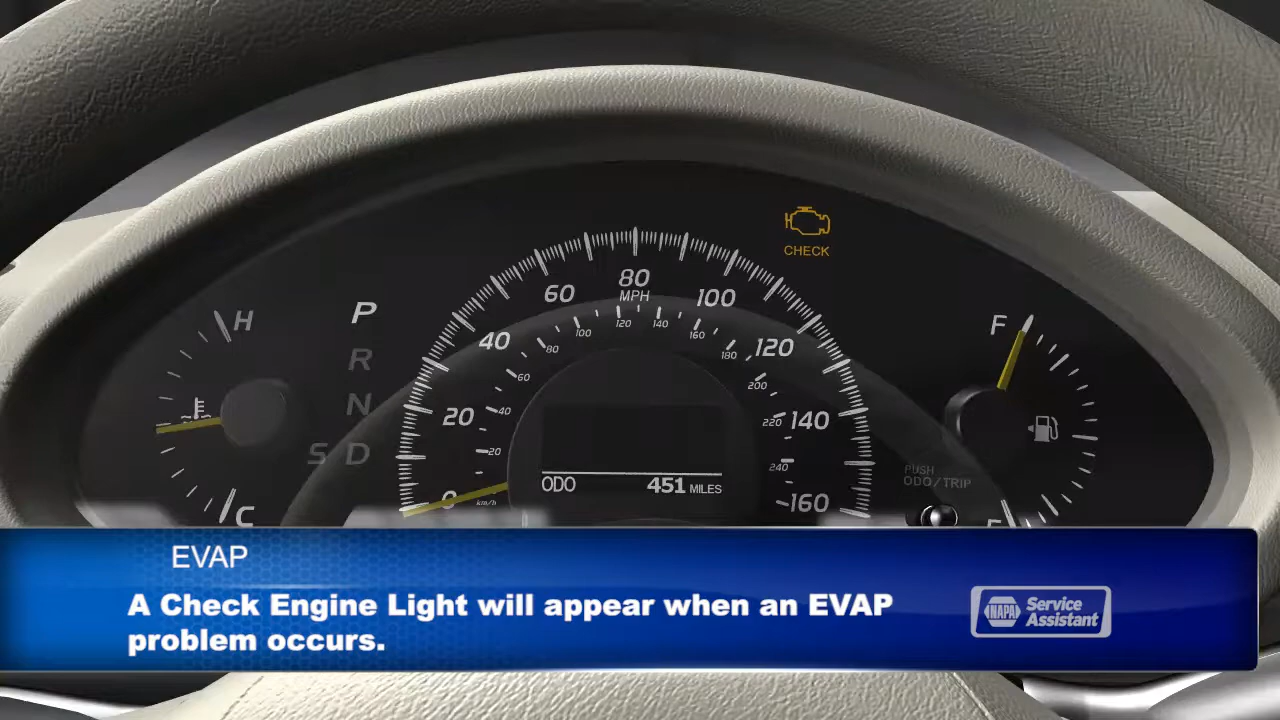 CHECK
80
MPH
60
100
40
120
20
140
0
160
km/h
20
40
60
80
100
120
140
160
180
200
220
240
H
C
P
R
N
S D
F
E
PUSH
ODO/TRIP
ODO 451 MILES
EVAP
A Check Engine Light will appear when an EVAP
problem occurs.
NAPA
Service
Assistant